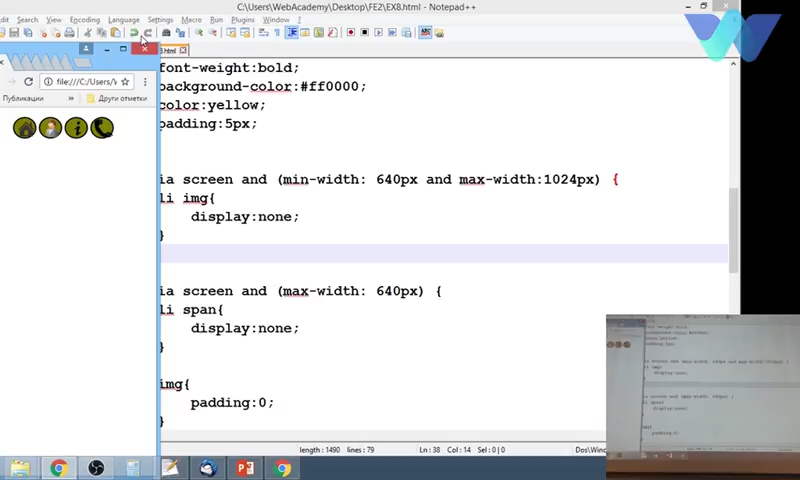 C:\Users\WebAcademy\Desktop\FE2\EX8.html - Notepad++
Search View Encoding Language Settings Macro Run Plugins Window ?
file:///C:/Users/
Публикации » Други отметки
font-weight:bold;
background-color:#ff0000;
color:yellow;
padding:5px;
ia screen and (min-width: 640px and max-width:1024px) {
li img{
display:none;
}
ia screen and (max-width: 640px) {
li span{
display:none;
}
img{
padding:0;
}
length : 1490 lines : 79 Ln : 38 Col : 14 Sel : 0 | 0 Dos\Wind